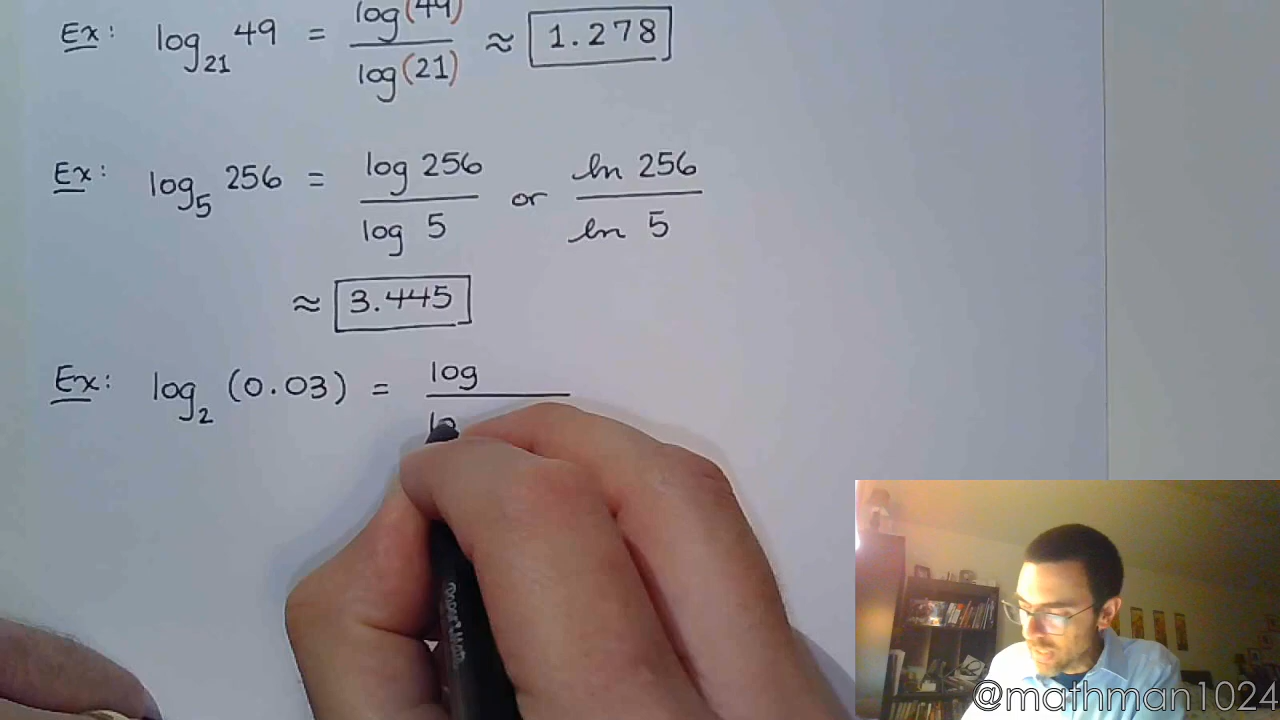 Ex: log₂₁ 49 = log(49) / log(21) ≈ 1.278
Ex: log₅ 256 = log 256 / log 5 or ln 256 / ln 5
≈ 3.445
Ex: log₂ (0.03) = log / lo
@mathman1024